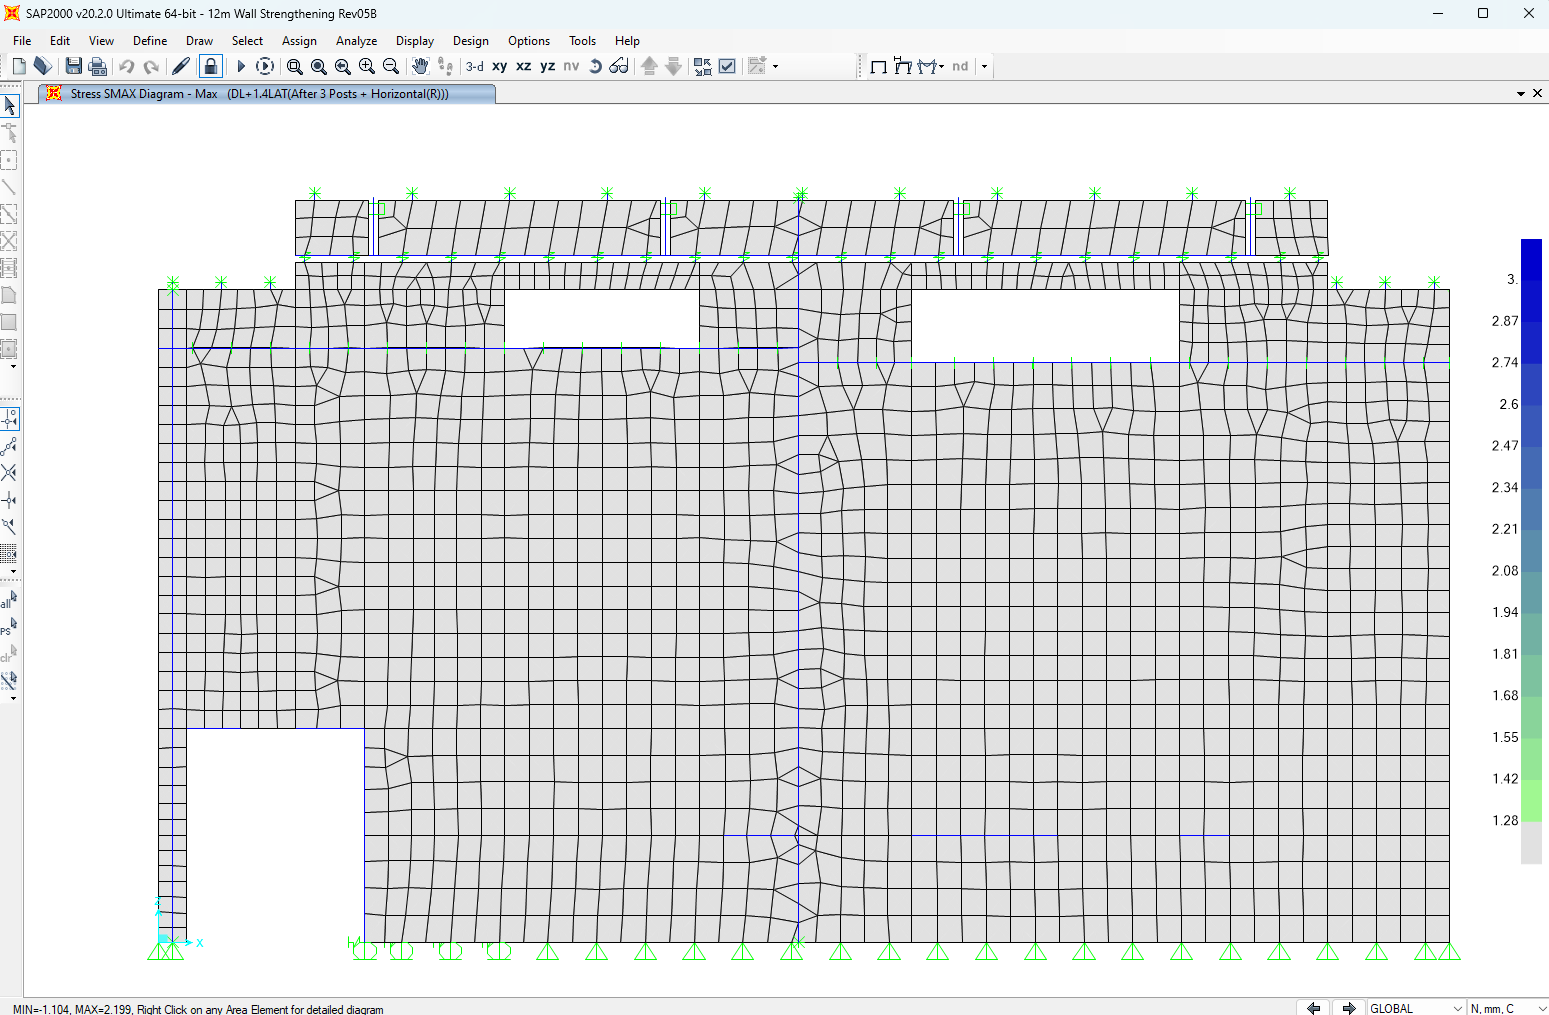 SAP2000 v20.2.0 Ultimate 64-bit - 12m Wall Strengthening Rev05B
File Edit View Define Draw Select Assign Analyze Display Design Options Tools Help
3-d xy xz yz nv nd
Stress SMAX Diagram - Max (DL+1.4LAT(After 3 Posts + Horizontal(R)))
3.
2.87
2.74
2.6
2.47
2.34
2.21
2.08
1.94
1.81
1.68
1.55
1.42
1.28
all
PS
clr
Z
X
MIN=-1.104, MAX=2.199, Right Click on any Area Element for detailed diagram
GLOBAL
N, mm, C